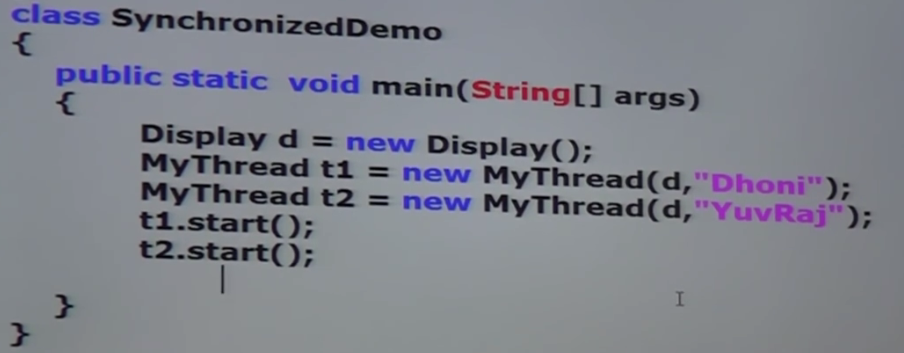 class SynchronizedDemo
{
public static void main(String[] args)
{
Display d = new Display();
MyThread t1 = new MyThread(d,"Dhoni");
MyThread t2 = new MyThread(d,"YuvRaj");
t1.start();
t2.start();
}
}